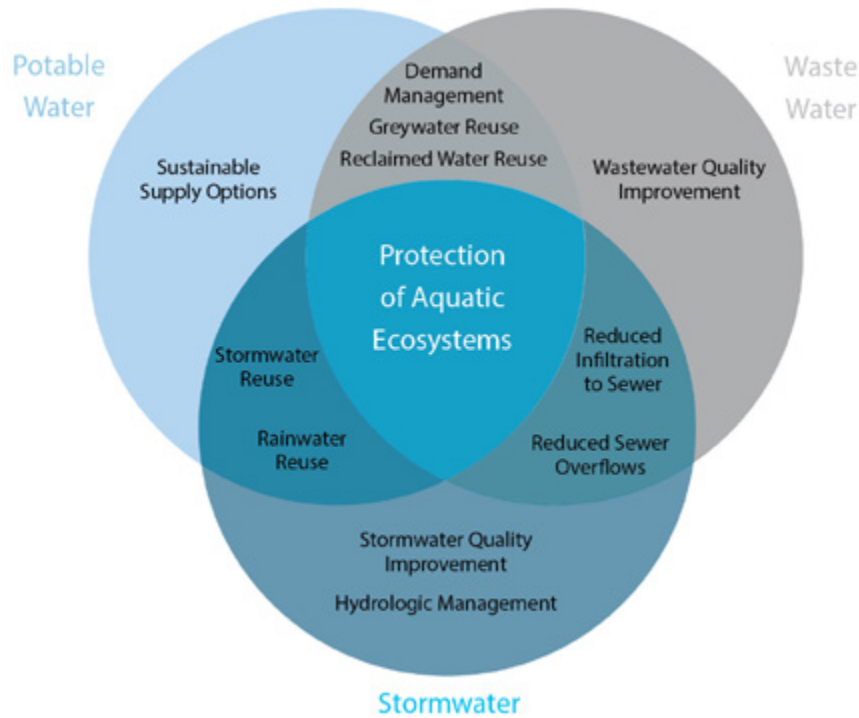 Potable
Water
Waste
Water
Demand
Management
Greywater Reuse
Reclaimed Water Reuse
Sustainable
Supply Options
Wastewater Quality
Improvement
Protection
of Aquatic
Ecosystems
Stormwater
Reuse
Rainwater
Reuse
Reduced
Infiltration
to Sewer
Reduced Sewer
Overflows
Stormwater Quality
Improvement
Hydrologic Management
Stormwater